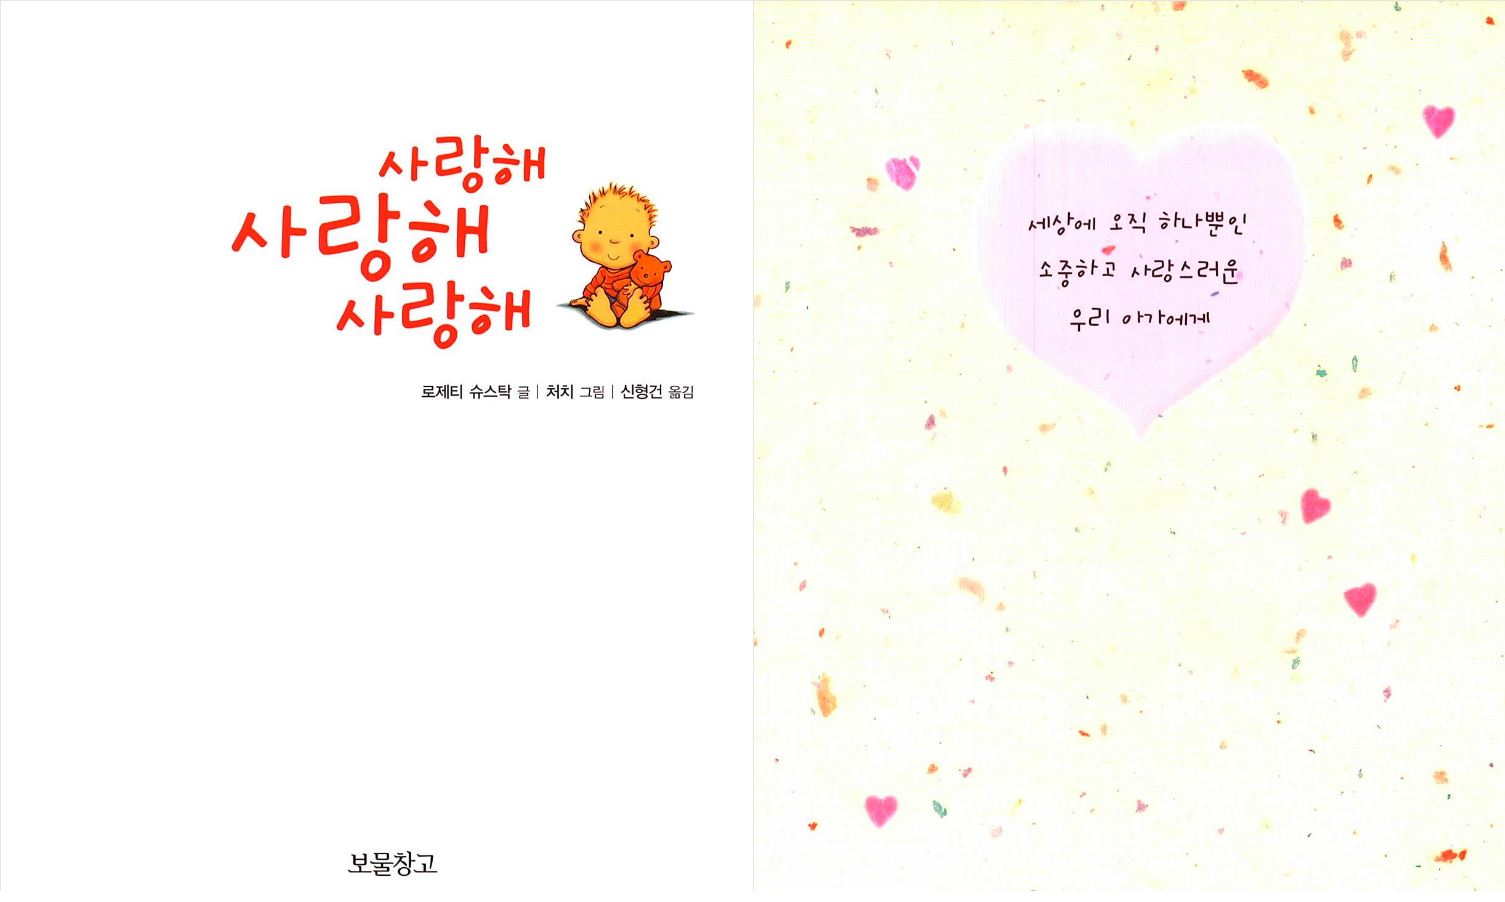 사랑해
사랑해
사랑해
로제티 슈스탁 글 | 처치 그림 | 신형건 옮김
보물창고
세상에 오직 하나뿐인
소중하고 사랑스러운
우리 아가에게